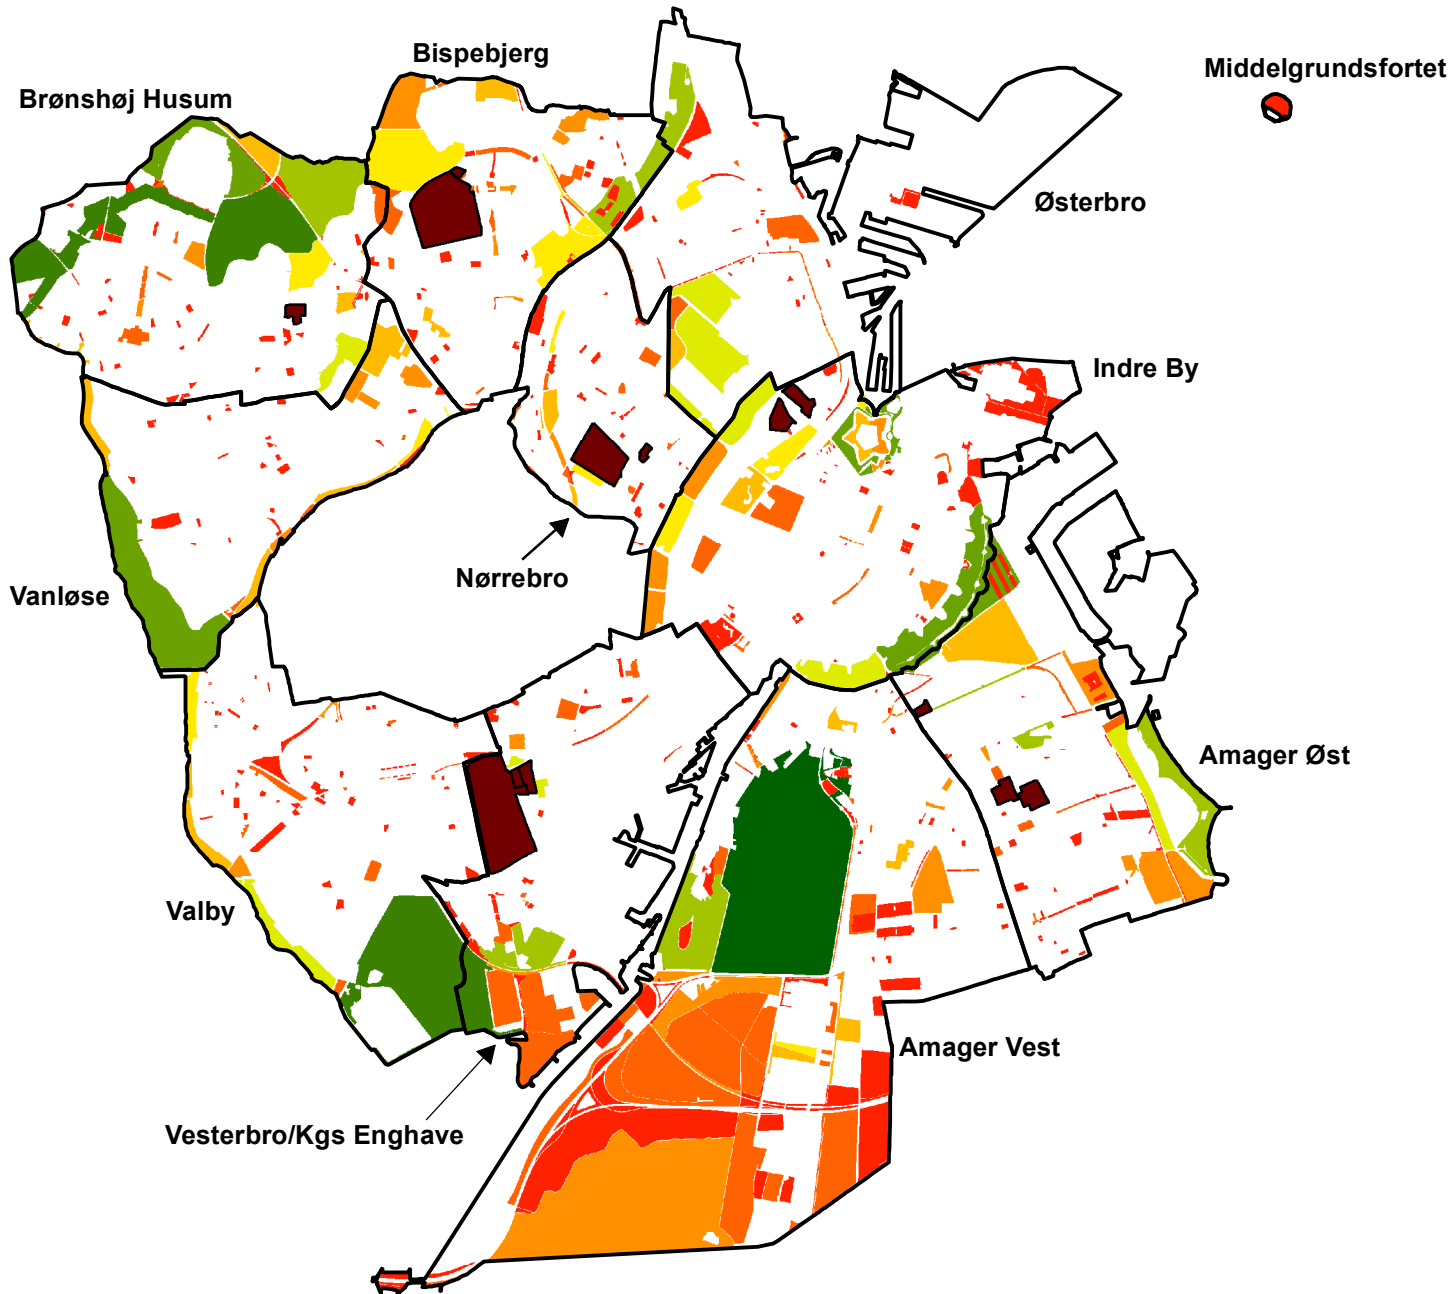 Bispebjerg
Middelgrundsfortet
Brønshøj Husum
Østerbro
Indre By
Nørrebro
Vanløse
Amager Øst
Valby
Amager Vest
Vesterbro/Kgs Enghave